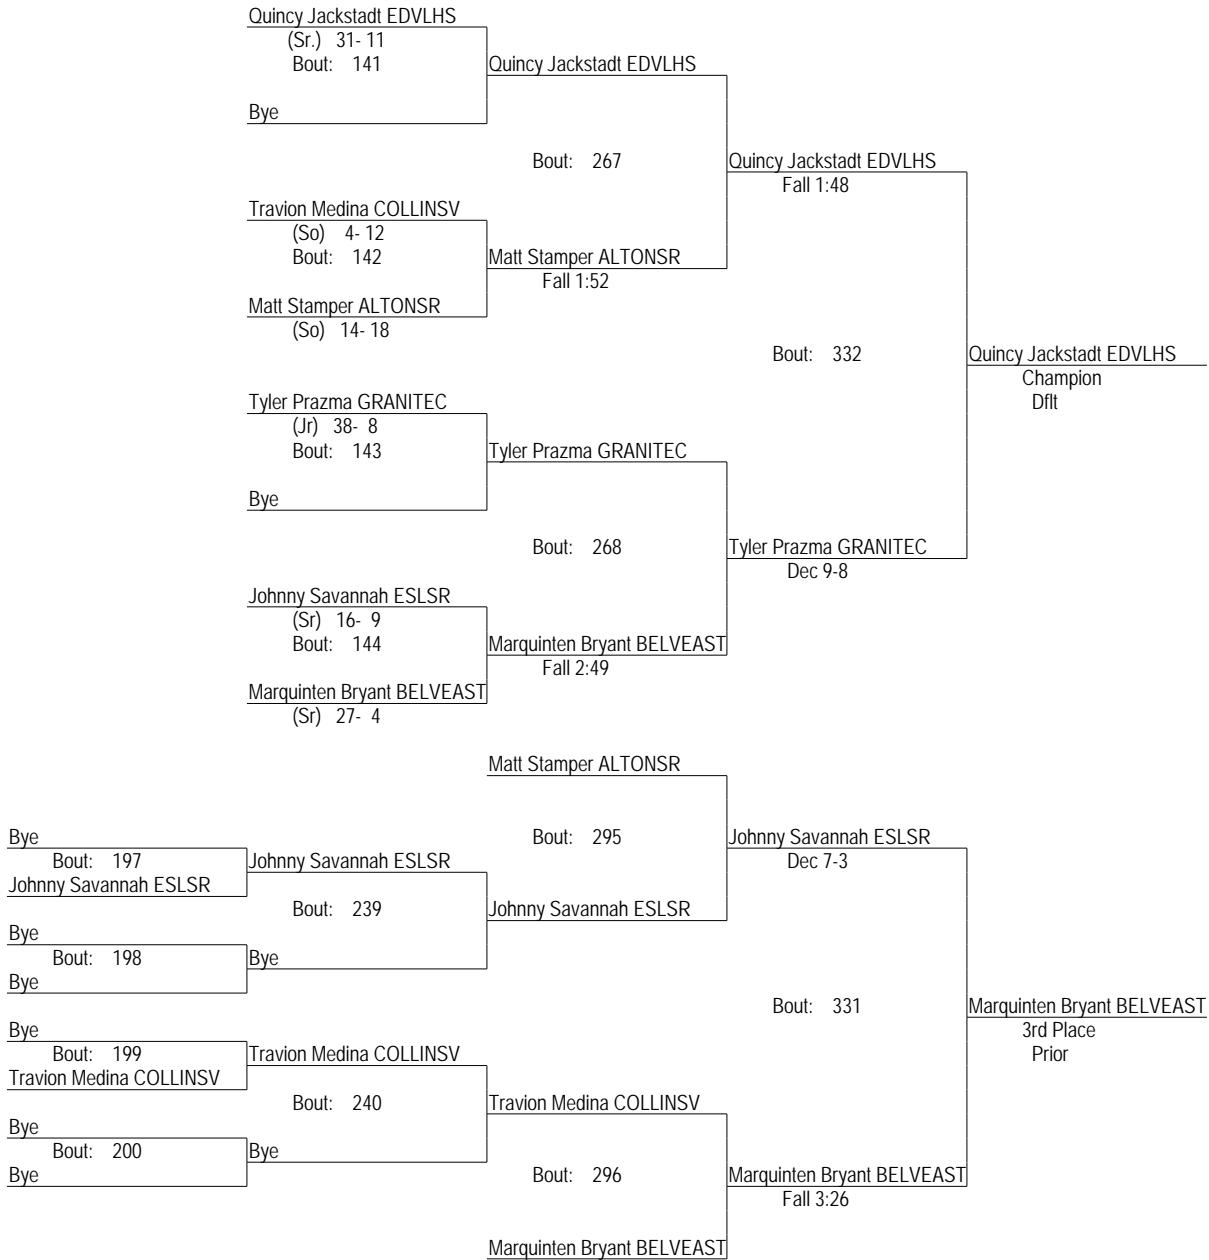 Quincy Jackstadt EDVLHS
(Sr.) 31- 11
Bout: 141
Quincy Jackstadt EDVLHS
Bye
Bout: 267
Quincy Jackstadt EDVLHS
Fall 1:48
Travion Medina COLLINSV
(So) 4- 12
Bout: 142
Matt Stamper ALTONSR
Fall 1:52
Matt Stamper ALTONSR
(So) 14- 18
Bout: 332
Quincy Jackstadt EDVLHS
Champion
Dflt
Tyler Prazma GRANITEC
(Jr) 38- 8
Bout: 143
Tyler Prazma GRANITEC
Bye
Bout: 268
Tyler Prazma GRANITEC
Dec 9-8
Johnny Savannah ESLSR
(Sr) 16- 9
Bout: 144
Marquinten Bryant BELVEAST
Fall 2:49
Marquinten Bryant BELVEAST
(Sr) 27- 4
Matt Stamper ALTONSR
Bout: 295
Johnny Savannah ESLSR
Dec 7-3
Bye
Bout: 197
Johnny Savannah ESLSR
Johnny Savannah ESLSR
Bout: 239
Johnny Savannah ESLSR
Bye
Bout: 198
Bye
Bye
Bout: 331
Marquinten Bryant BELVEAST
3rd Place
Prior
Bye
Bout: 199
Travion Medina COLLINSV
Travion Medina COLLINSV
Bout: 240
Travion Medina COLLINSV
Bye
Bout: 200
Bye
Bye
Bout: 296
Marquinten Bryant BELVEAST
Fall 3:26
Marquinten Bryant BELVEAST